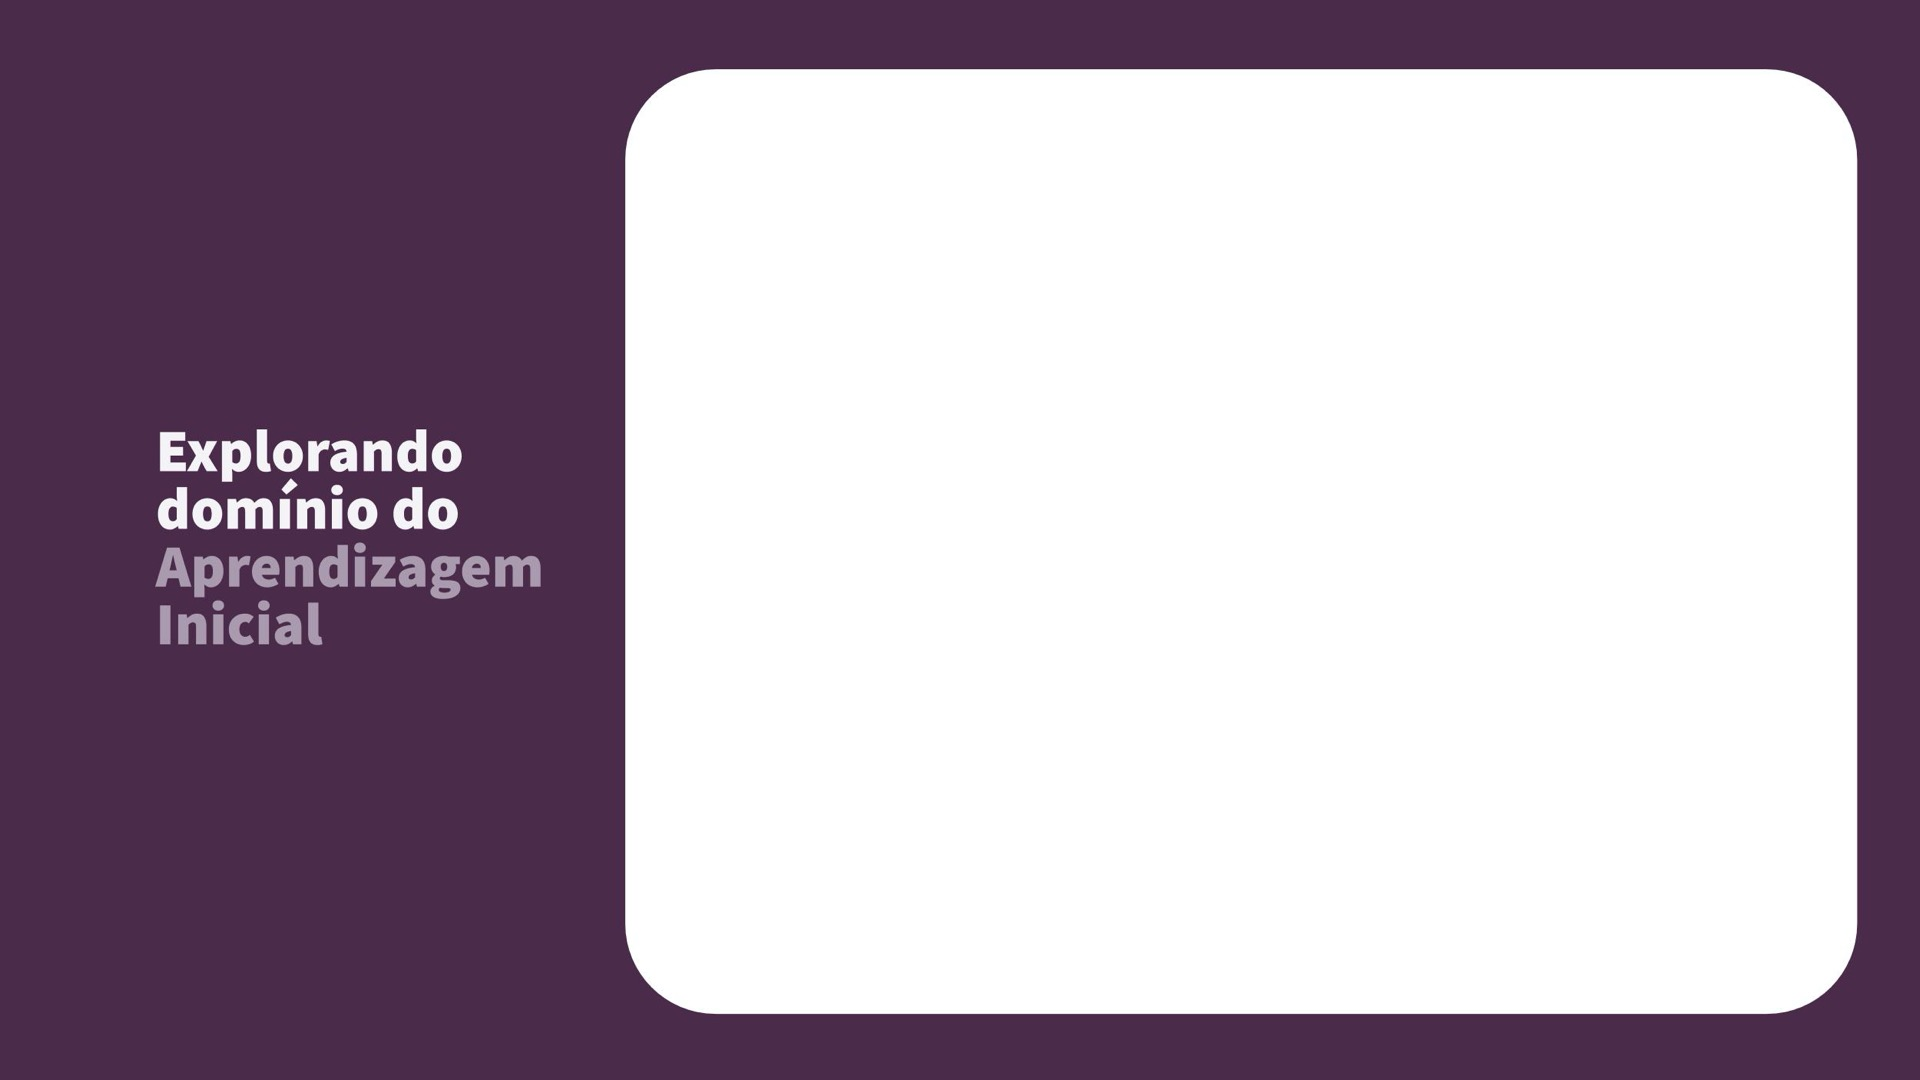 Explorando
domínio do
Aprendizagem
Inicial